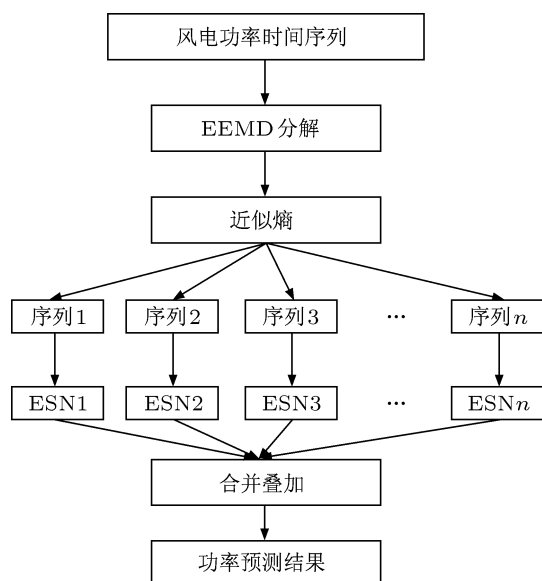 风电功率时间序列
EEMD分解
近似熵
序列1 序列2 序列3 ··· 序列n
ESN1 ESN2 ESN3 ··· ESNn
合并叠加
功率预测结果